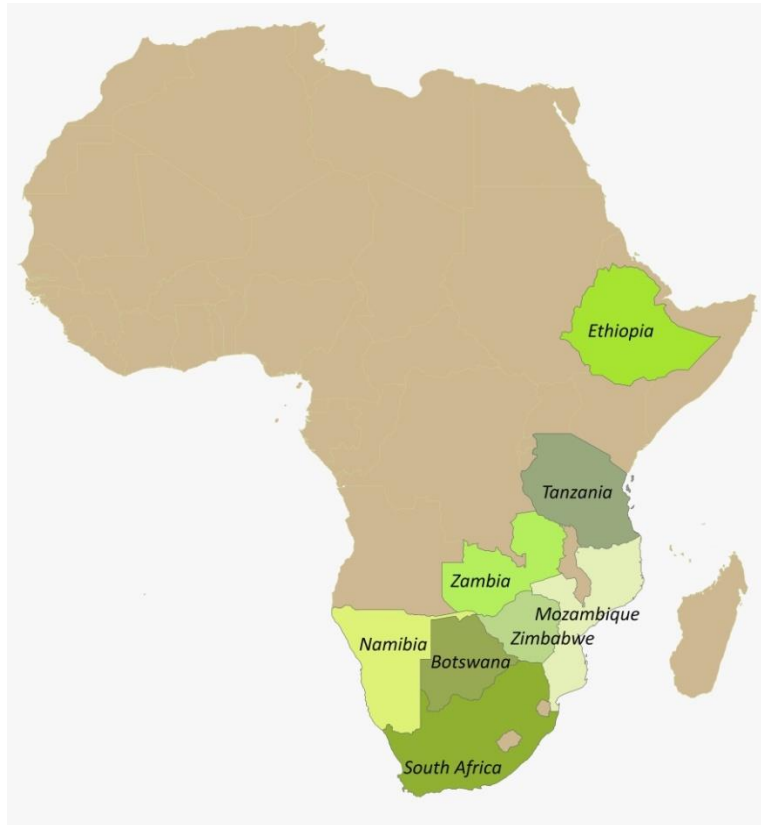 Ethiopia
Tanzania
Zambia
Mozambique
Zimbabwe
Namibia
Botswana
South Africa